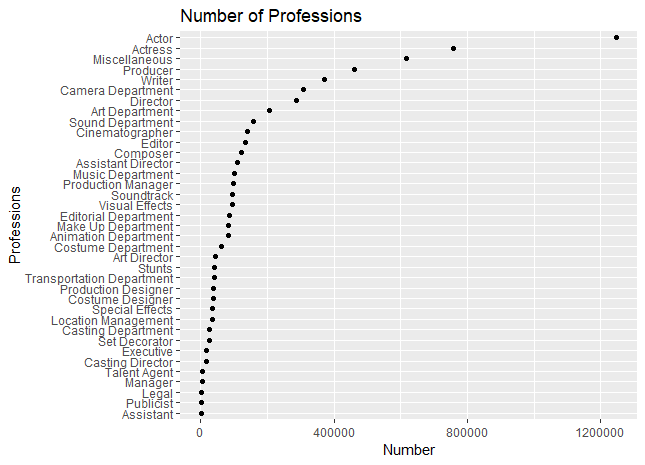 Number of Professions
Actor
Actress
Miscellaneous
Producer
Writer
Camera Department
Director
Art Department
Sound Department
Cinematographer
Editor
Composer
Assistant Director
Music Department
Production Manager
Soundtrack
Visual Effects
Editorial Department
Make Up Department
Animation Department
Costume Department
Art Director
Stunts
Transportation Department
Production Designer
Costume Designer
Special Effects
Location Management
Casting Department
Set Decorator
Executive
Casting Director
Talent Agent
Manager
Legal
Publicist
Assistant
Professions
0 400000 800000 1200000
Number